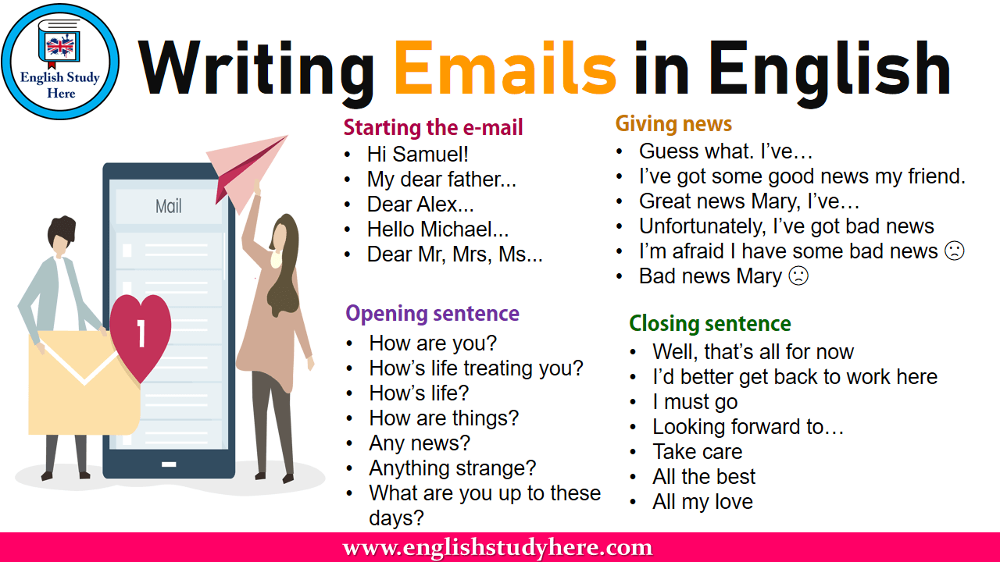 English Study
Here
Writing Emails in English
Starting the e-mail
• Hi Samuel!
• My dear father...
• Dear Alex...
• Hello Michael...
• Dear Mr, Mrs, Ms...
Opening sentence
• How are you?
• How’s life treating you?
• How’s life?
• How are things?
• Any news?
• Anything strange?
• What are you up to these
days?
Giving news
• Guess what. I’ve…
• I’ve got some good news my friend.
• Great news Mary, I’ve…
• Unfortunately, I’ve got bad news
• I’m afraid I have some bad news 🙁
• Bad news Mary 🙁
Closing sentence
• Well, that’s all for now
• I’d better get back to work here
• I must go
• Looking forward to…
• Take care
• All the best
• All my love
Mail
1
www.englishstudyhere.com